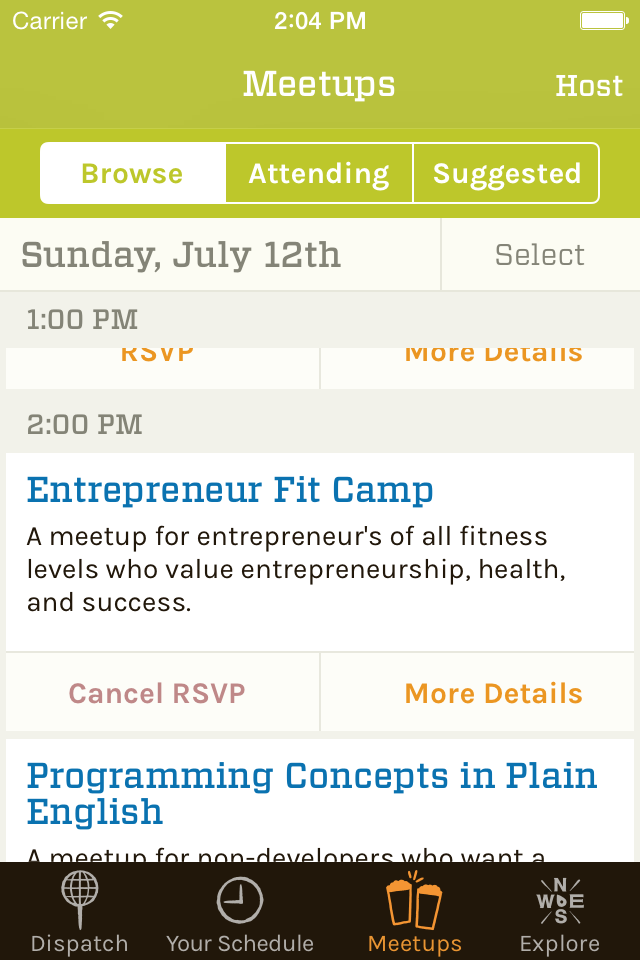 Carrier 2:04 PM
Meetups Host
Browse Attending Suggested
Sunday, July 12th Select
1:00 PM
RSVP More Details
2:00 PM
Entrepreneur Fit Camp
A meetup for entrepreneur's of all fitness
levels who value entrepreneurship, health,
and success.
Cancel RSVP More Details
Programming Concepts in Plain
English
A meetup for non-developers who want a
N
W E
S
Dispatch Your Schedule Meetups Explore